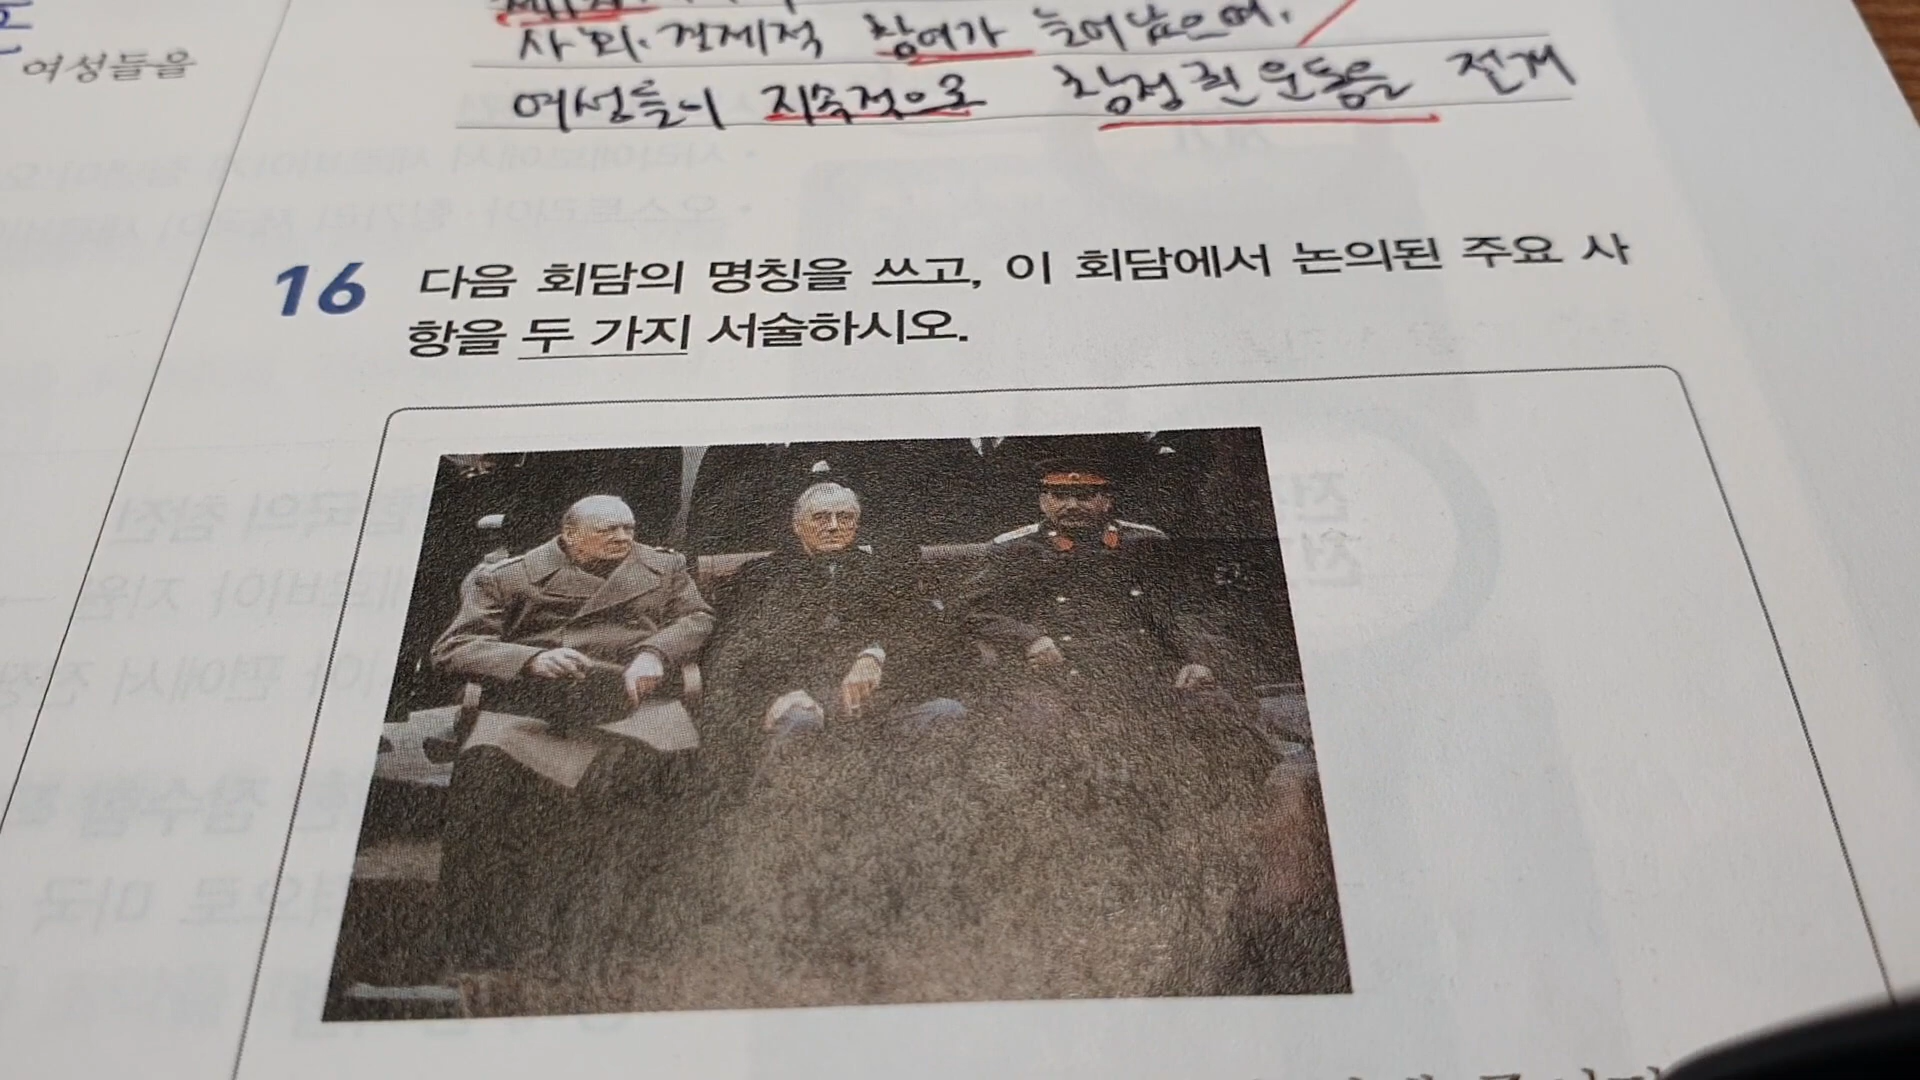 여성들을
사회·경제적 참여가 늘어났으며,
여성들이 지속적으로 참정권 운동을 전개
16 다음 회담의 명칭을 쓰고, 이 회담에서 논의된 주요 사
항을 두 가지 서술하시오.